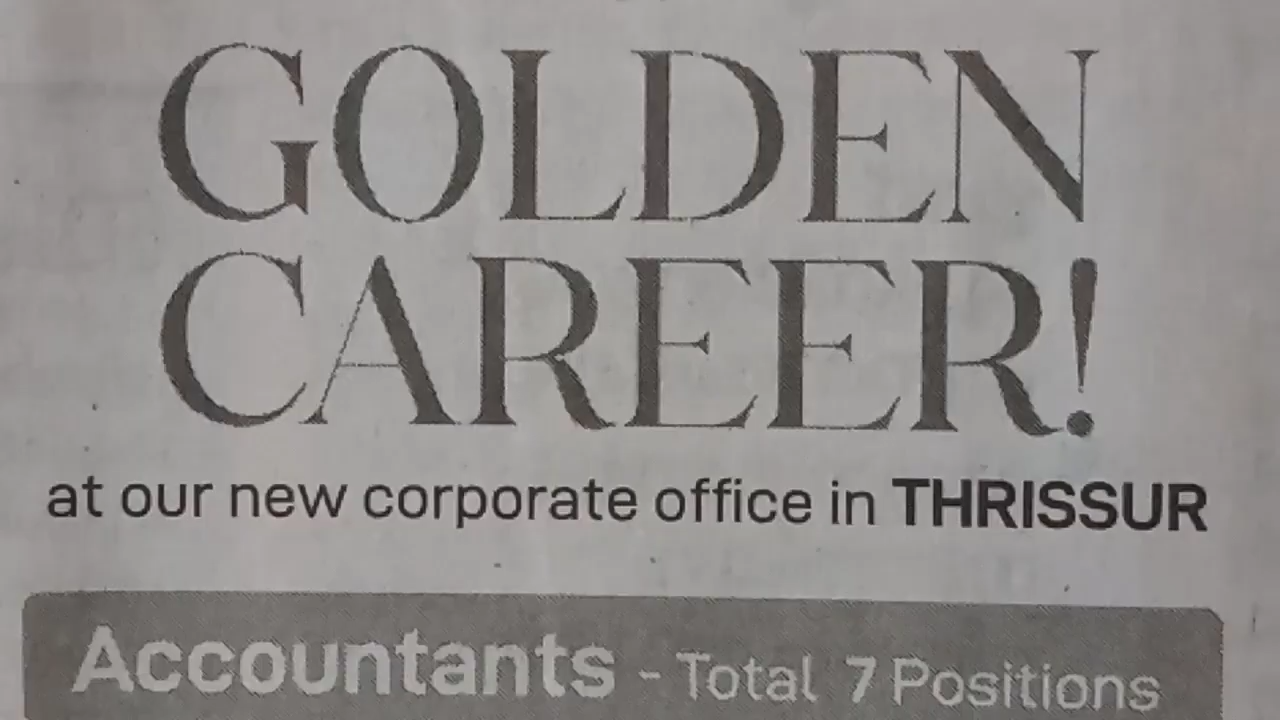 GOLDEN
CAREER!
at our new corporate office in THRISSUR
Accountants - Total 7 Positions